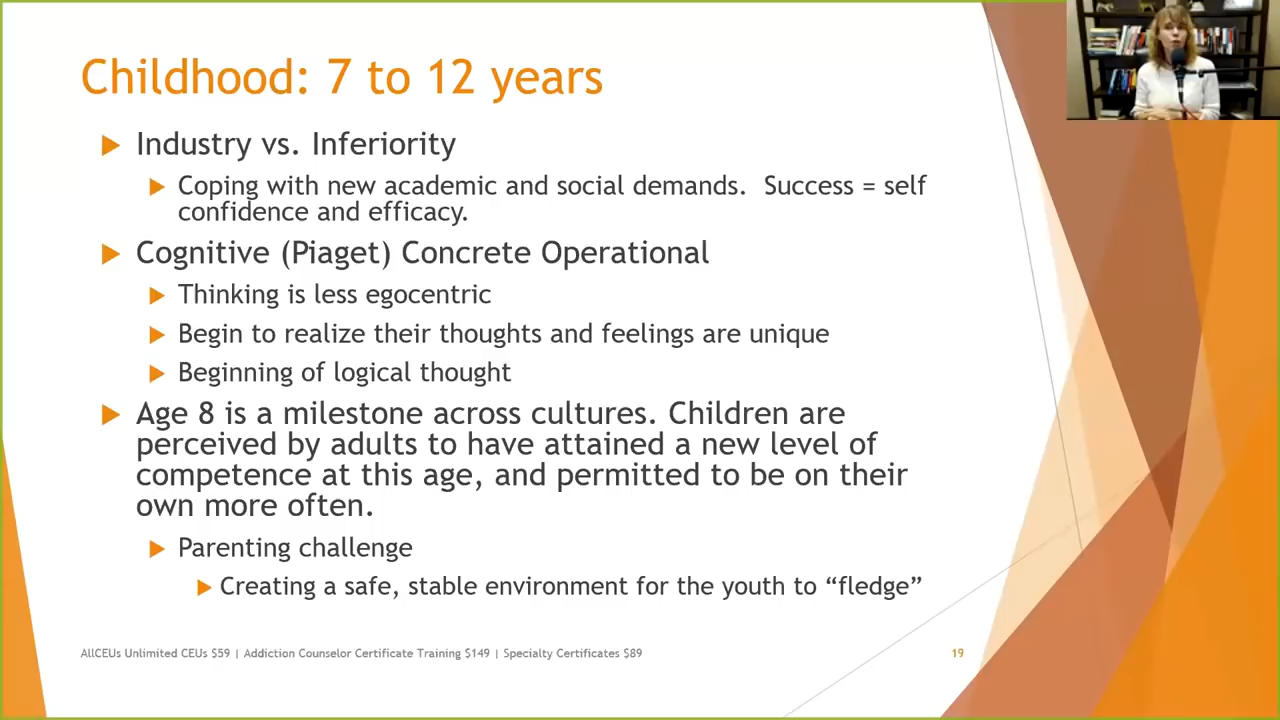 Childhood: 7 to 12 years
Industry vs. Inferiority
Coping with new academic and social demands.  Success = self
confidence and efficacy.
Cognitive (Piaget) Concrete Operational
Thinking is less egocentric
Begin to realize their thoughts and feelings are unique
Beginning of logical thought
Age 8 is a milestone across cultures. Children are
perceived by adults to have attained a new level of
competence at this age, and permitted to be on their
own more often.
Parenting challenge
Creating a safe, stable environment for the youth to “fledge”
AllCEUs Unlimited CEUs $59 | Addiction Counselor Certificate Training $149 | Specialty Certificates $89
19